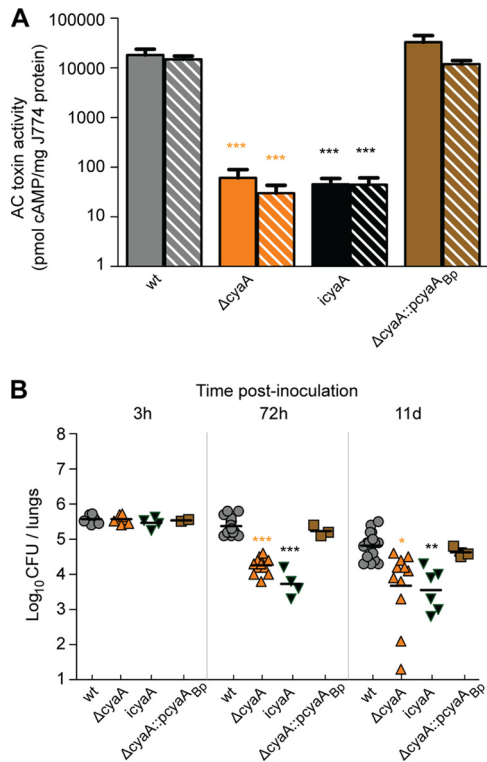 A
AC toxin activity
(pmol cAMP/mg J774 protein)
100000
10000
1000
100
10
1
***
***
***
***
wt
ΔcyaA
icyaA
ΔcyaA::pcyaABp
B
Time post-inoculation
3h
72h
11d
Log10CFU / lungs
8
7
6
5
4
3
2
1
***
***
*
**
wt
ΔcyaA
icyaA
ΔcyaA::pcyaABp
wt
ΔcyaA
icyaA
ΔcyaA::pcyaABp
wt
ΔcyaA
icyaA
ΔcyaA::pcyaABp